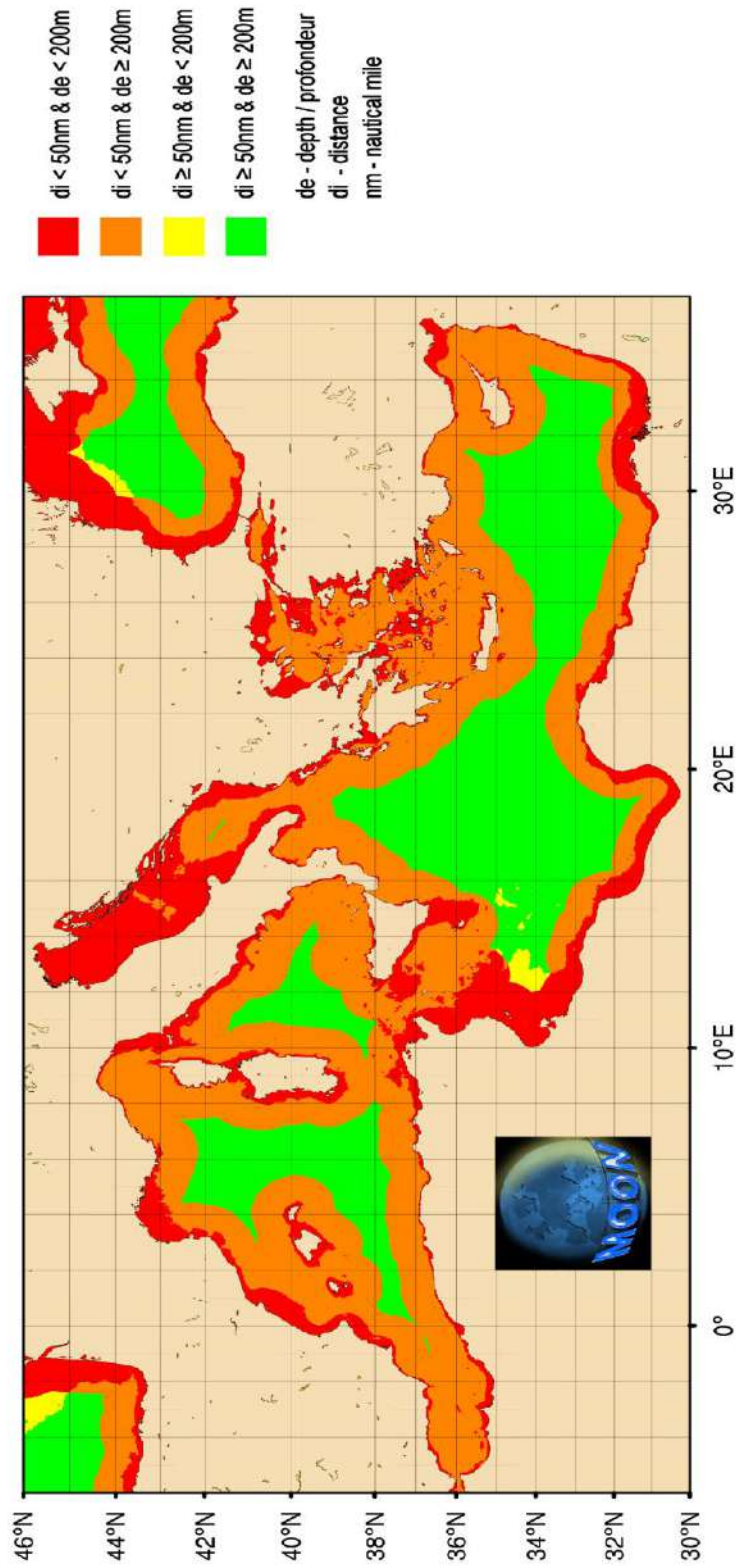 di < 50nm & de < 200m
di < 50nm & de ≥ 200m
di ≥ 50nm & de < 200m
di ≥ 50nm & de ≥ 200m
de - depth / profondeur
di - distance
nm - nautical mile
46°N
44°N
42°N
40°N
38°N
36°N
34°N
32°N
30°N
0°
10°E
20°E
30°E
MOON